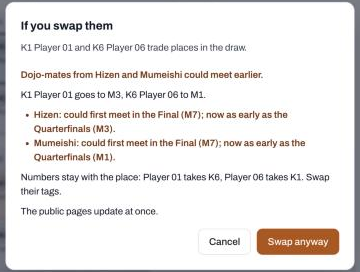 If you swap them
K1 Player 01 and K6 Player 06 trade places in the draw.
Dojo-mates from Hizen and Mumeishi could meet earlier.
K1 Player 01 goes to M3, K6 Player 06 to M1.
• Hizen: could first meet in the Final (M7); now as early as the
Quarterfinals (M3).
• Mumeishi: could first meet in the Final (M7); now as early as the
Quarterfinals (M1).
Numbers stay with the place: Player 01 takes K6, Player 06 takes K1. Swap
their tags.
The public pages update at once.
Cancel
Swap anyway